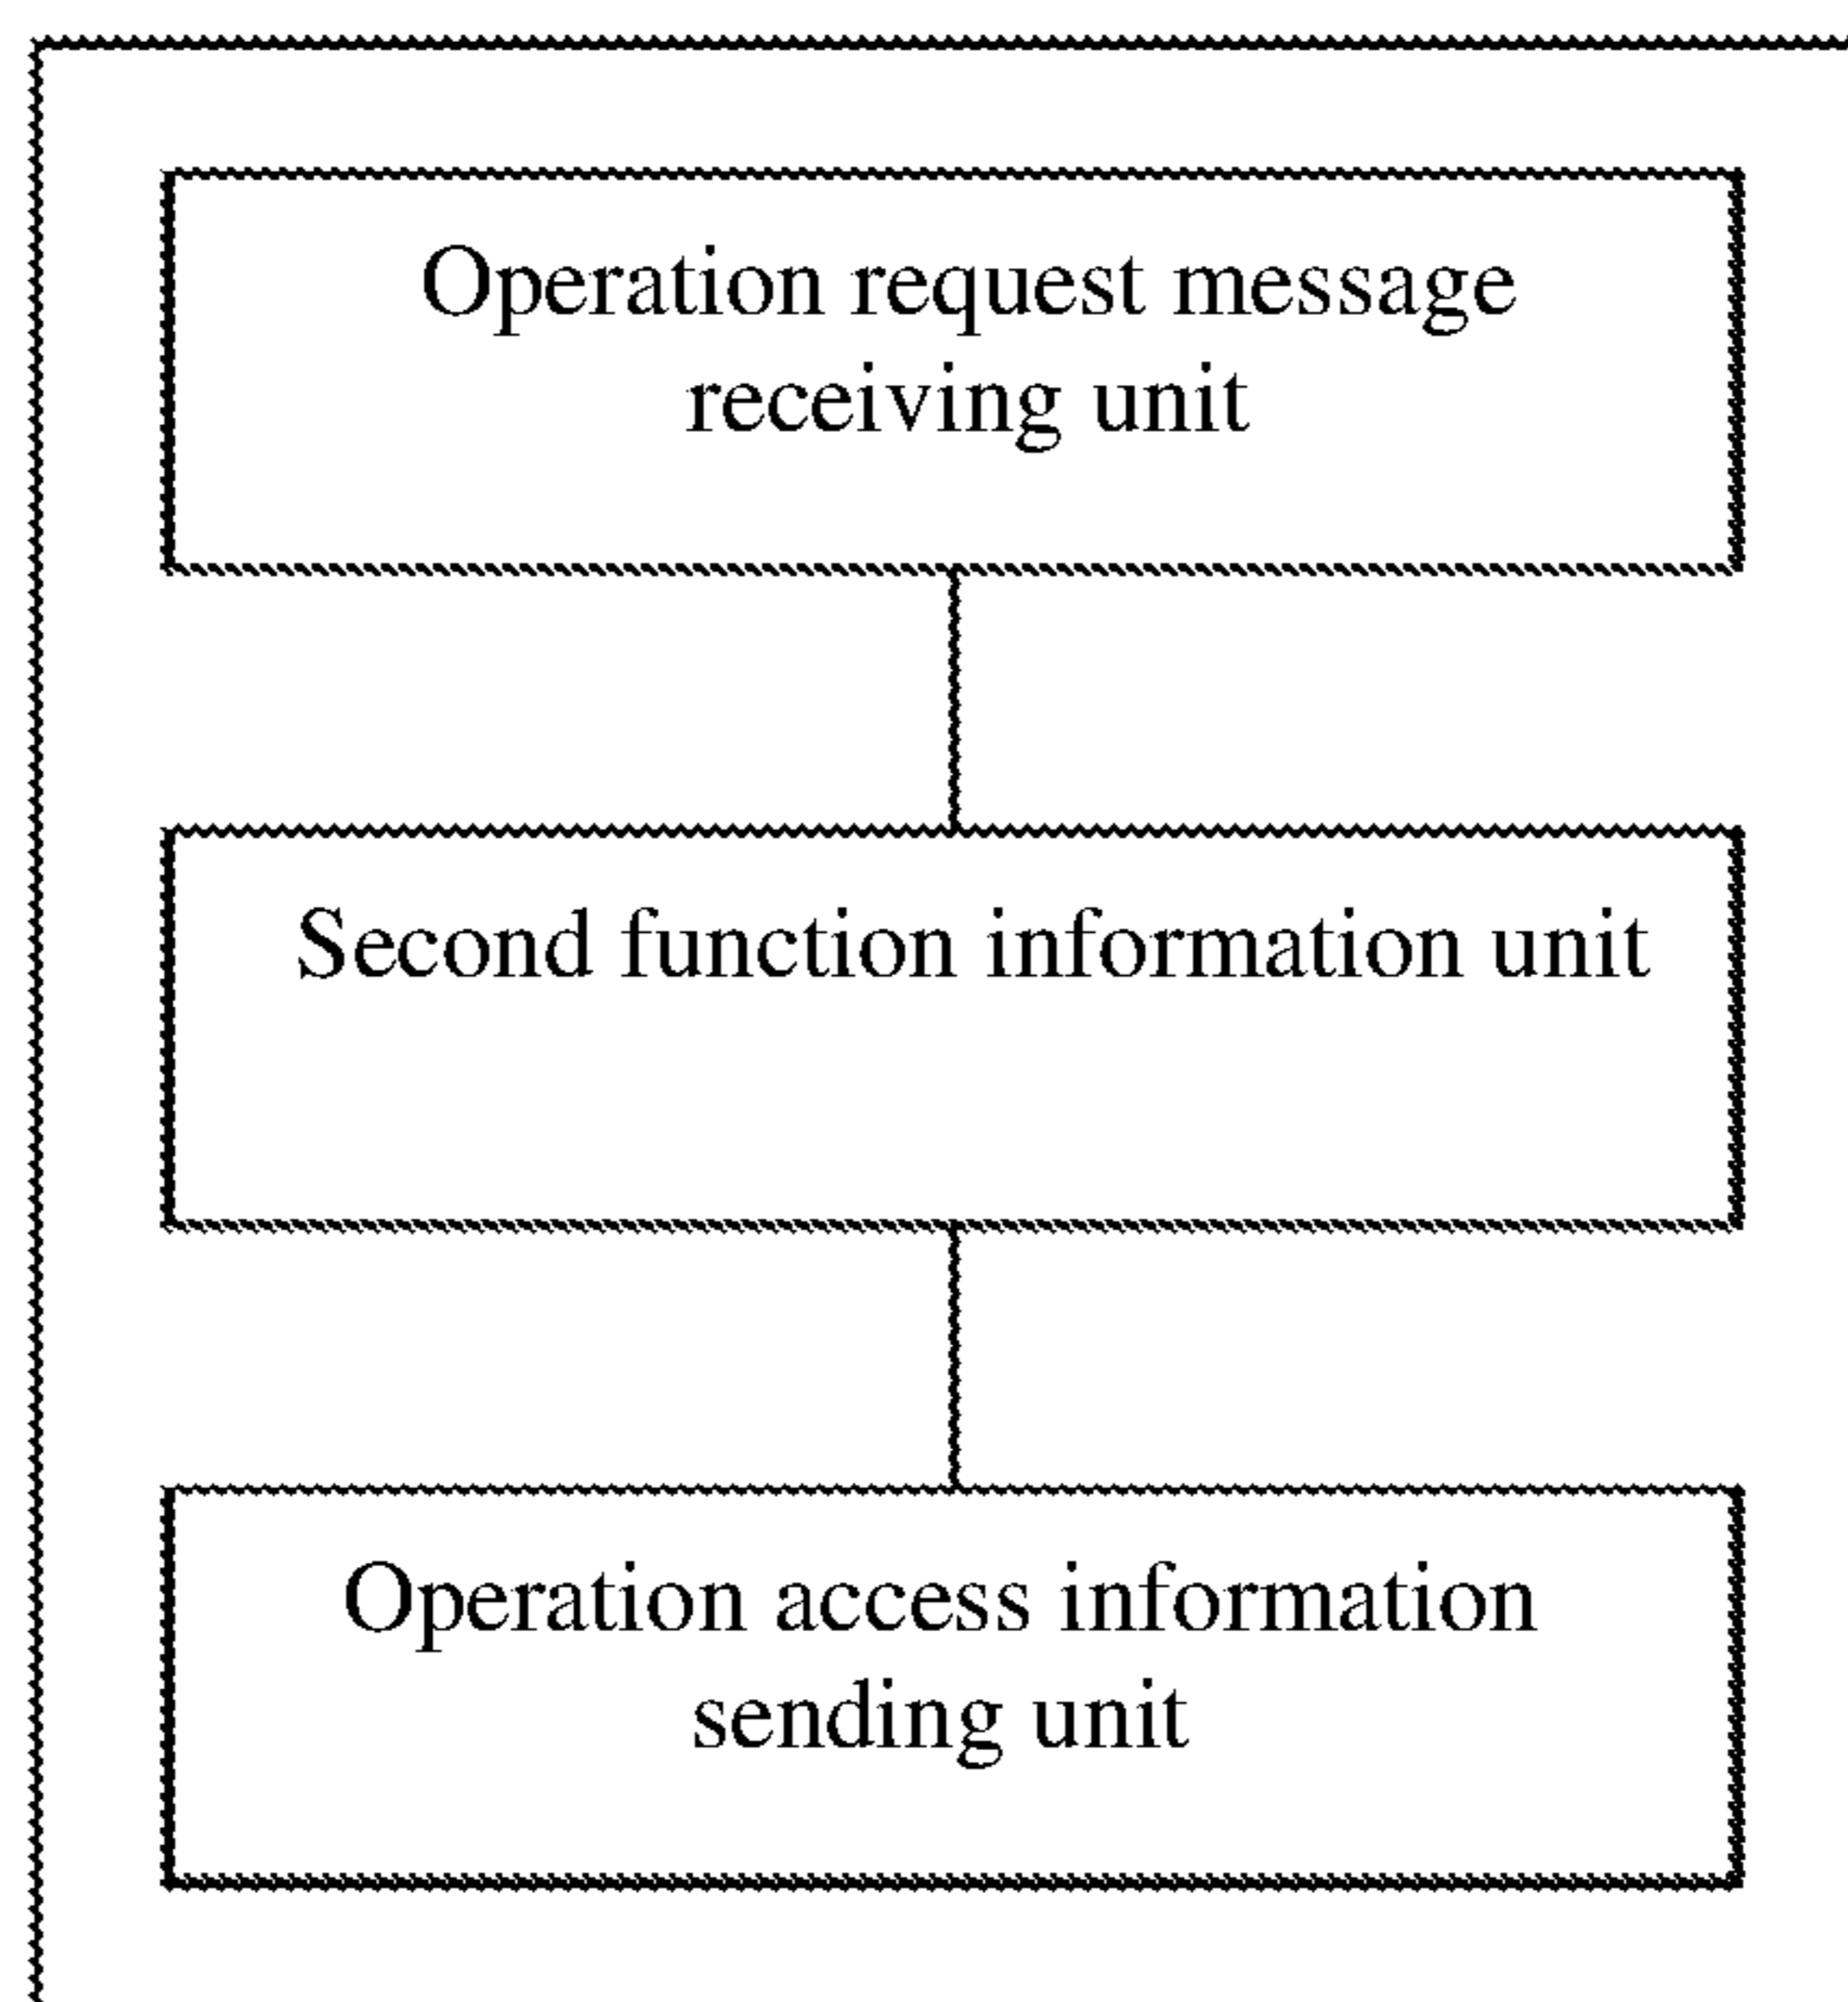 Operation request message
receiving unit
Second function information unit
Operation access information
sending unit